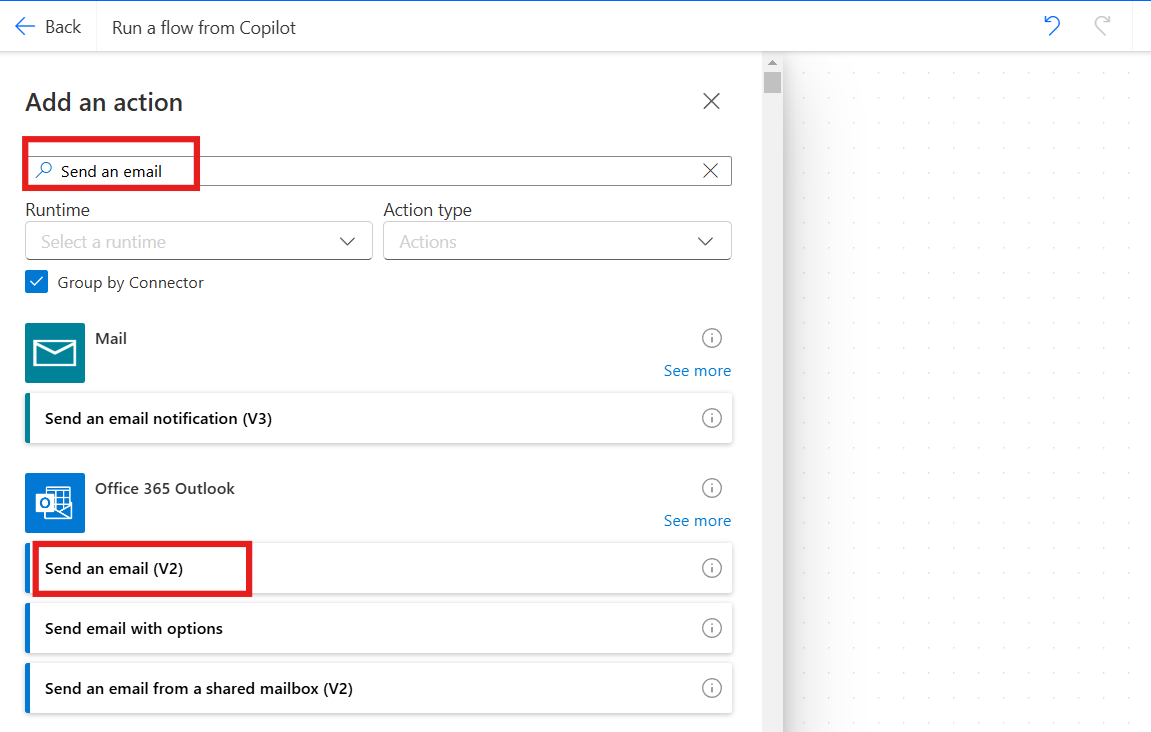 Back
Run a flow from Copilot
Add an action
Send an email
Runtime
Action type
Select a runtime
Actions
Group by Connector
Mail
See more
Send an email notification (V3)
Office 365 Outlook
See more
Send an email (V2)
Send email with options
Send an email from a shared mailbox (V2)